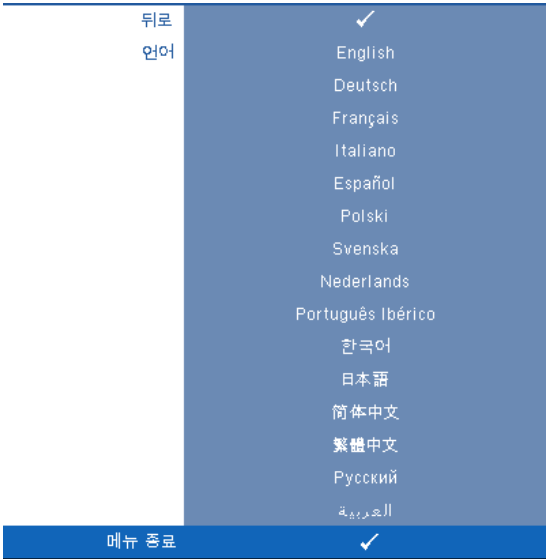 뒤로 ✓
언어 English
Deutsch
Français
Italiano
Español
Polski
Svenska
Nederlands
Português Ibérico
한국어
日本語
简体中文
繁體中文
Русский
العربية
메뉴 종료 ✓